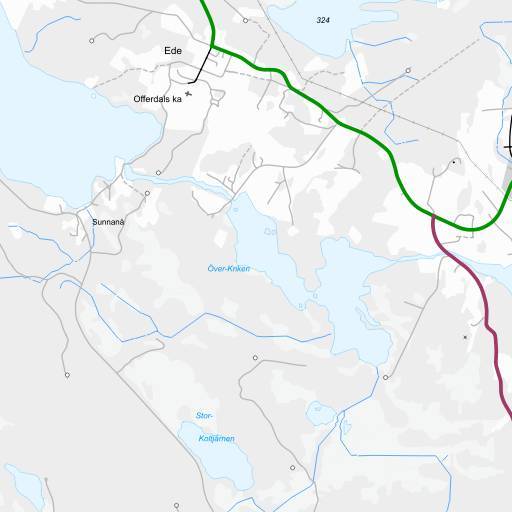 324
Ede
Offerdals ka
Sunnanå
Över-Kniken
Stor-
Koltjärnen